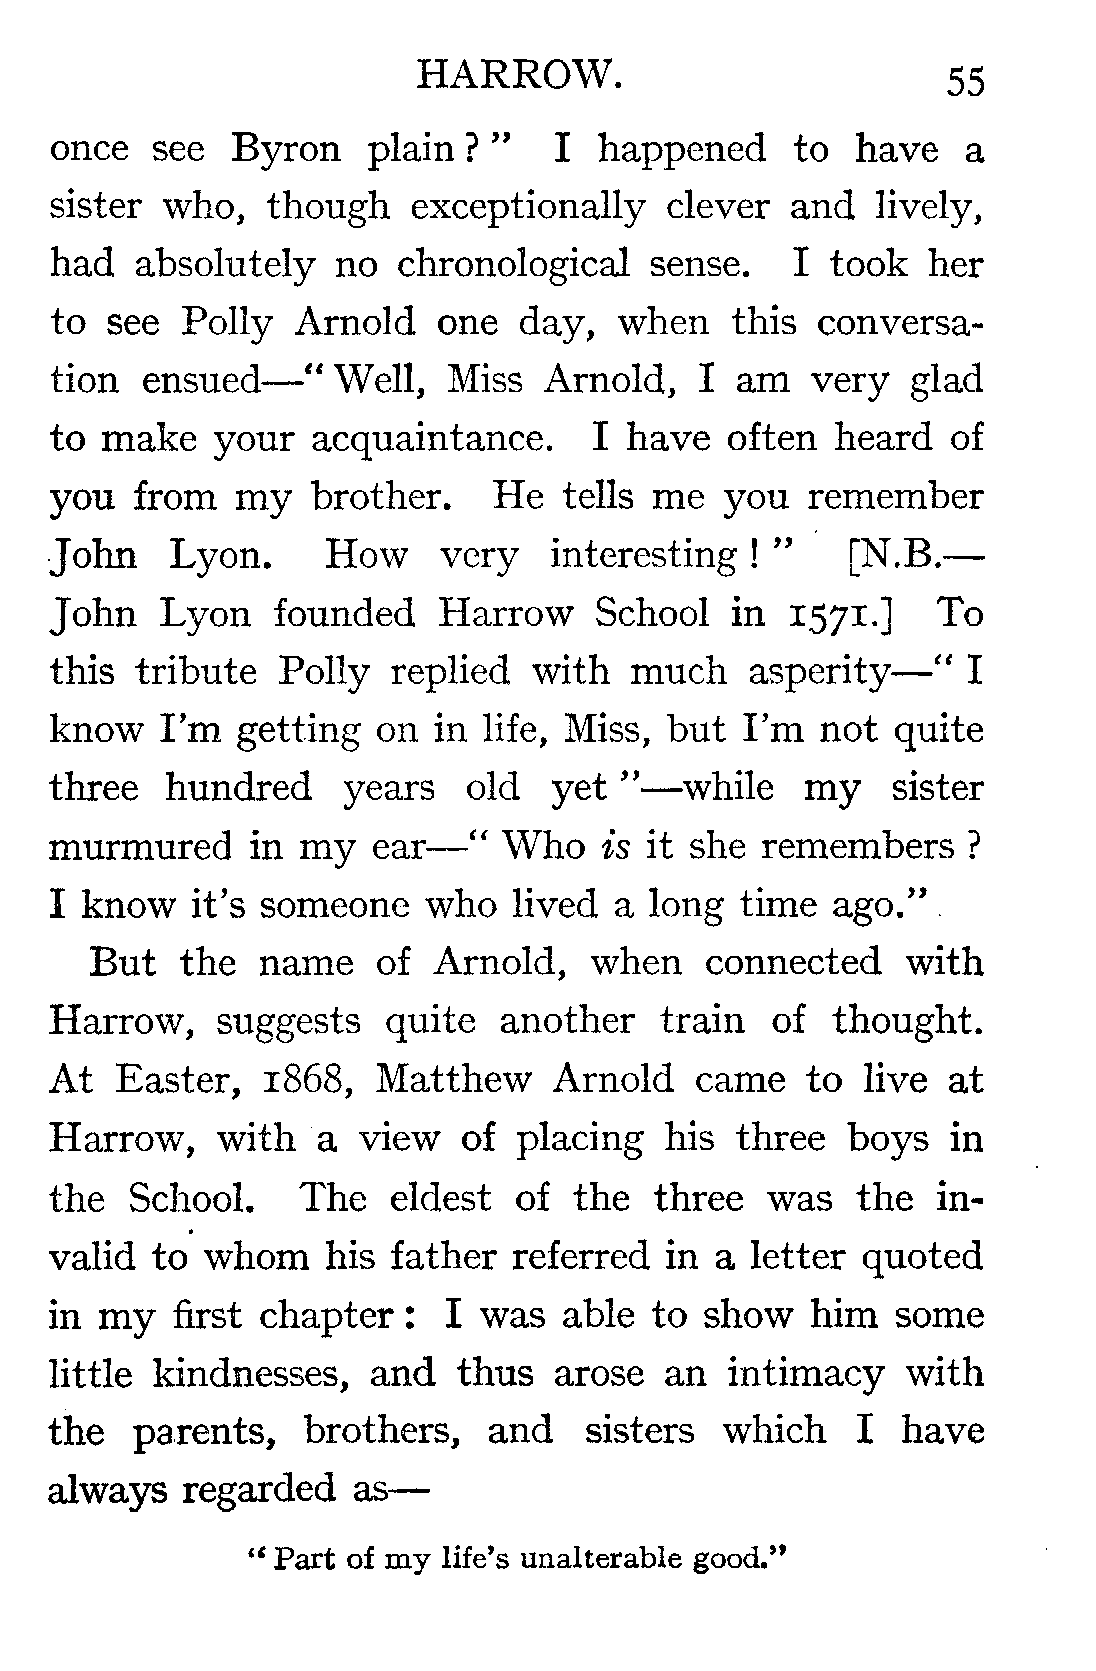 HARROW. 55
once see Byron plain?" I happened to have a
sister who, though exceptionally clever and lively,
had absolutely no chronological sense. I took her
to see Polly Arnold one day, when this conversa-
tion ensued—"Well, Miss Arnold, I am very glad
to make your acquaintance. I have often heard of
you from my brother. He tells me you remember
John Lyon. How very interesting!" [N.B.—
John Lyon founded Harrow School in 1571.] To
this tribute Polly replied with much asperity—"I
know I'm getting on in life, Miss, but I'm not quite
three hundred years old yet"—while my sister
murmured in my ear—"Who is it she remembers?
I know it's someone who lived a long time ago."
But the name of Arnold, when connected with
Harrow, suggests quite another train of thought.
At Easter, 1868, Matthew Arnold came to live at
Harrow, with a view of placing his three boys in
the School. The eldest of the three was the in-
valid to whom his father referred in a letter quoted
in my first chapter: I was able to show him some
little kindnesses, and thus arose an intimacy with
the parents, brothers, and sisters which I have
always regarded as—
"Part of my life's unalterable good."